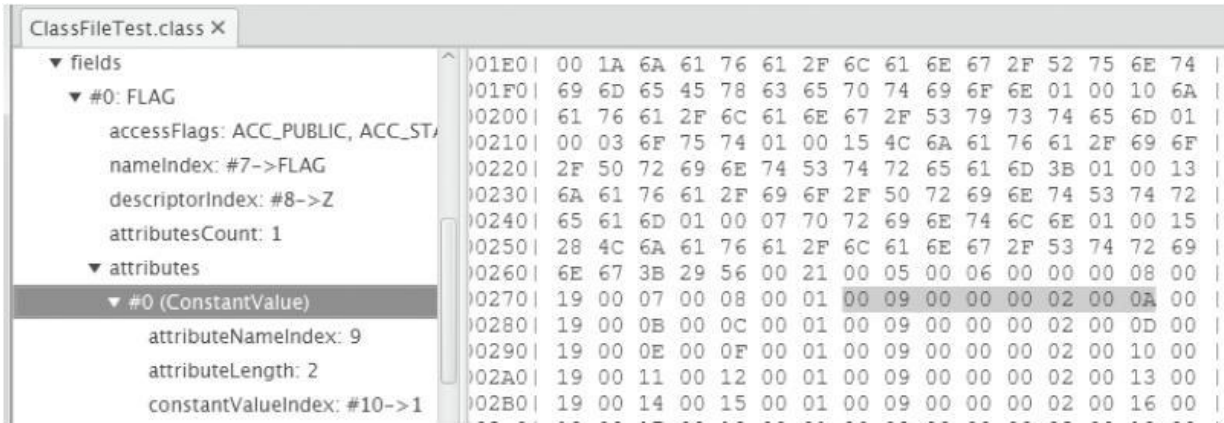 ClassFileTest.class ×
▼ fields
▼ #0: FLAG
accessFlags: ACC_PUBLIC, ACC_STA
nameIndex: #7->FLAG
descriptorIndex: #8->Z
attributesCount: 1
▼ attributes
▼ #0 (ConstantValue)
attributeNameIndex: 9
attributeLength: 2
constantValueIndex: #10->1
001E0| 00 1A 6A 61 76 61 2F 6C 61 6E 67 2F 52 75 6E 74 |
001F0| 69 6D 65 45 78 63 65 70 74 69 6F 6E 01 00 10 6A |
00200| 61 76 61 2F 6C 61 6E 67 2F 53 79 73 74 65 6D 01 |
00210| 00 03 6F 75 74 01 00 15 4C 6A 61 76 61 2F 69 6F |
00220| 2F 50 72 69 6E 74 53 74 72 65 61 6D 3B 01 00 13 |
00230| 6A 61 76 61 2F 69 6F 2F 50 72 69 6E 74 53 74 72 |
00240| 65 61 6D 01 00 07 70 72 69 6E 74 6C 6E 01 00 15 |
00250| 28 4C 6A 61 76 61 2F 6C 61 6E 67 2F 53 74 72 69 |
00260| 6E 67 3B 29 56 00 21 00 05 00 06 00 00 00 08 00 |
00270| 19 00 07 00 08 00 01 00 09 00 00 00 02 00 0A 00 |
00280| 19 00 0B 00 0C 00 01 00 09 00 00 00 02 00 0D 00 |
00290| 19 00 0E 00 0F 00 01 00 09 00 00 00 02 00 10 00 |
002A0| 19 00 11 00 12 00 01 00 09 00 00 00 02 00 13 00 |
002B0| 19 00 14 00 15 00 01 00 09 00 00 00 02 00 16 00 |